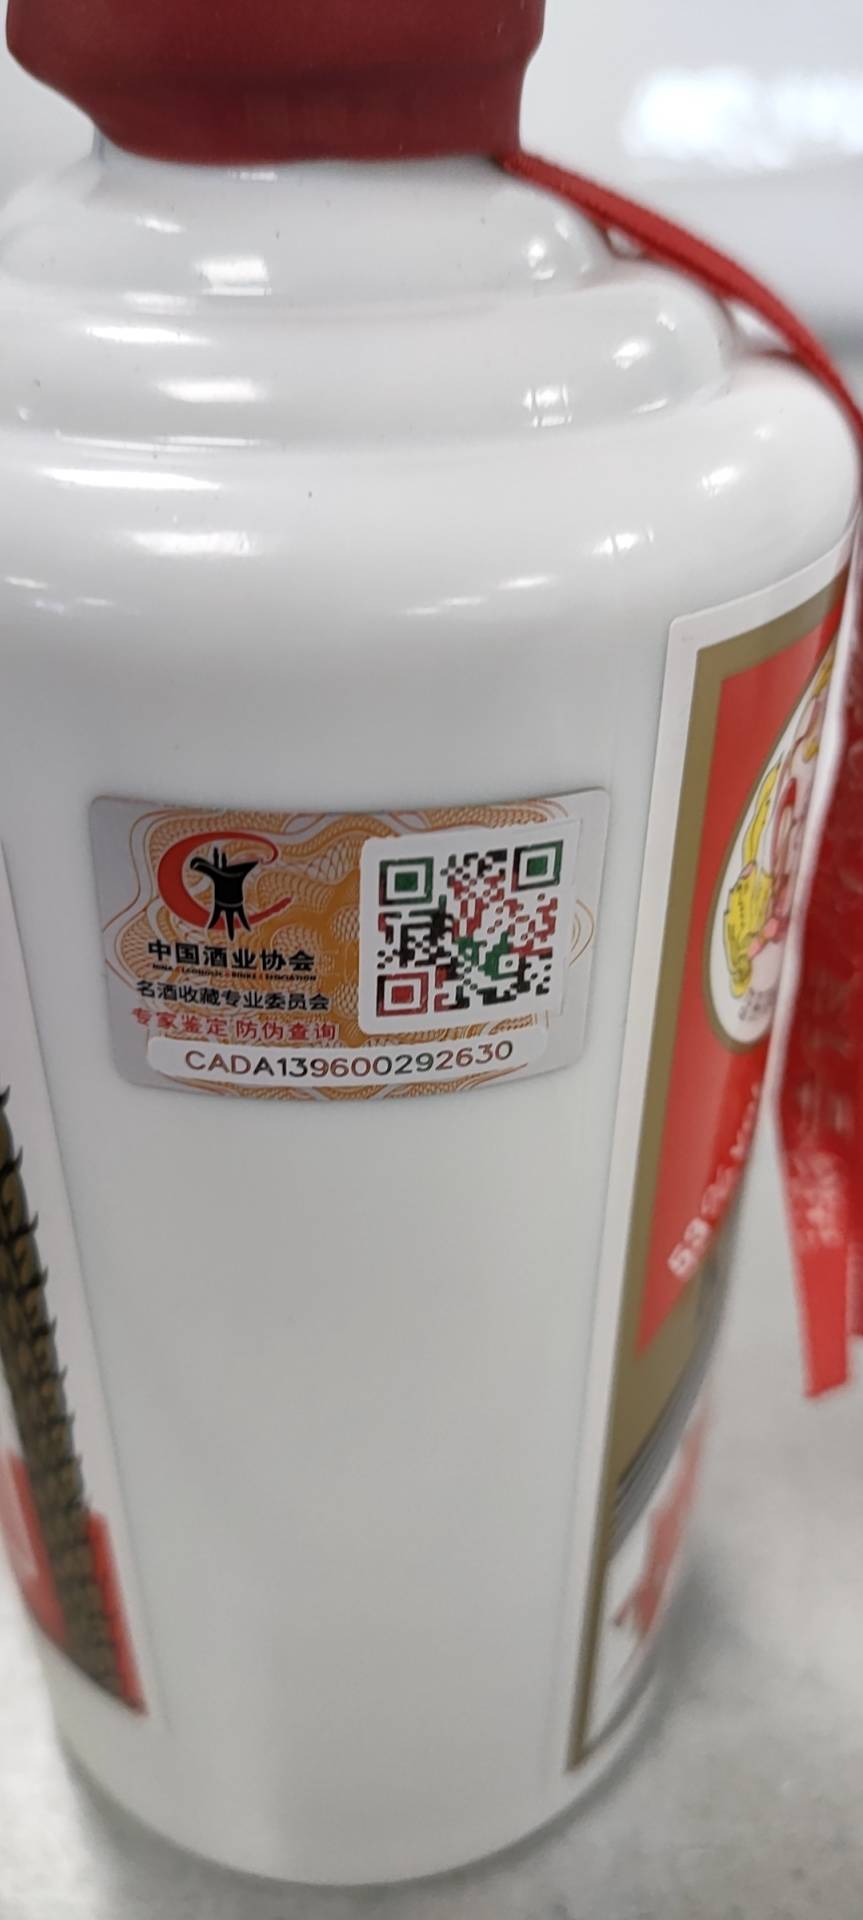 中国酒业协会
名酒收藏专业委员会
专家鉴定 防伪查询
CADA139600292630
53%